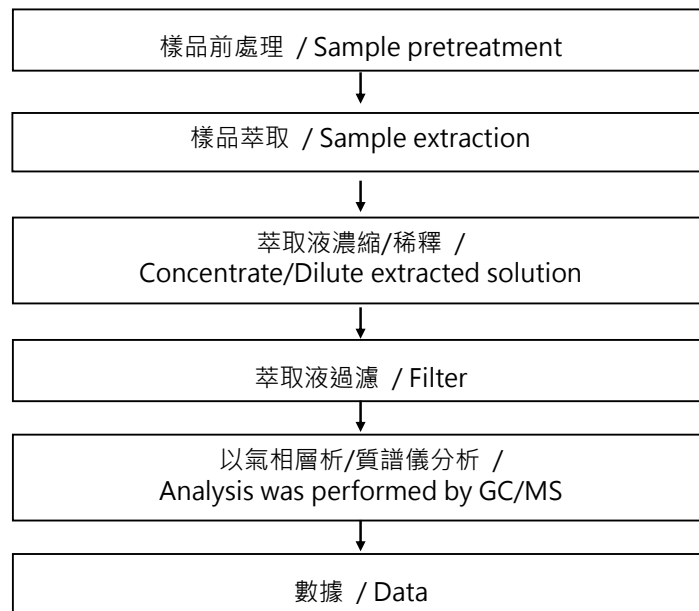 樣品前處理 / Sample pretreatment
樣品萃取 / Sample extraction
萃取液濃縮/稀釋 /
Concentrate/Dilute extracted solution
萃取液過濾 / Filter
以氣相層析/質譜儀分析 /
Analysis was performed by GC/MS
數據 / Data